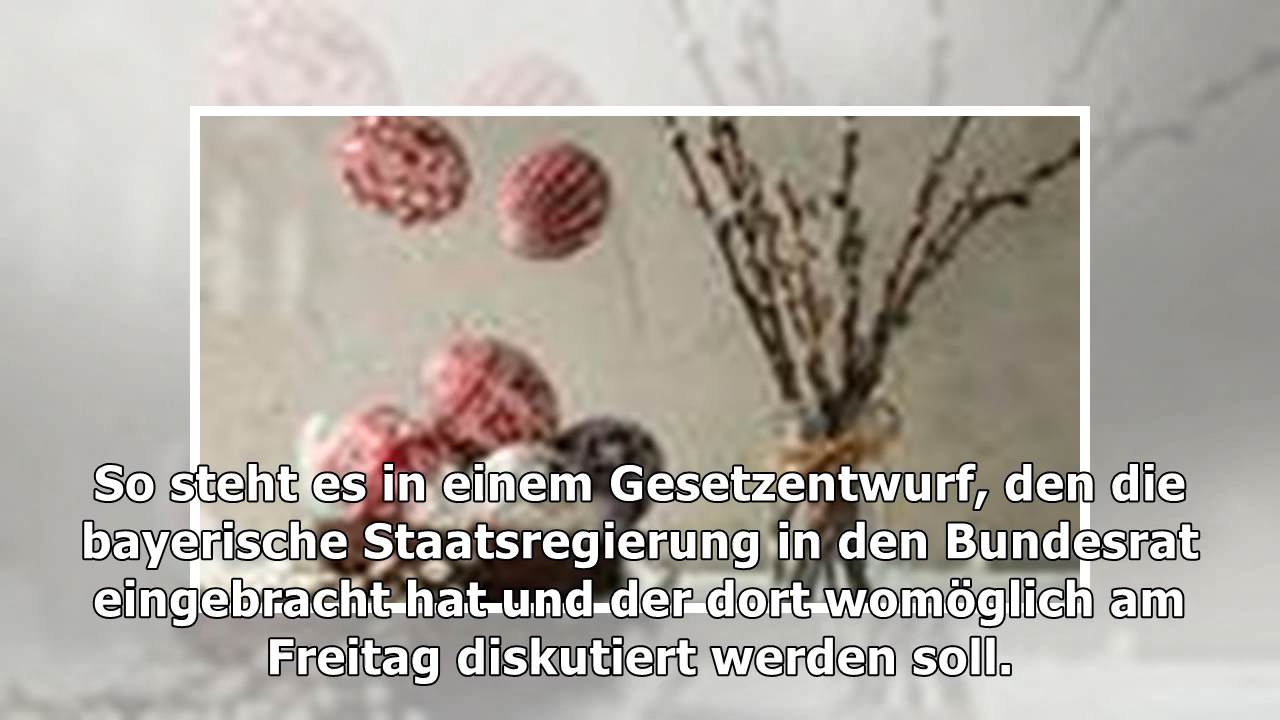 So steht es in einem Gesetzentwurf, den die
bayerische Staatsregierung in den Bundesrat
eingebracht hat und der dort womöglich am
Freitag diskutiert werden soll.